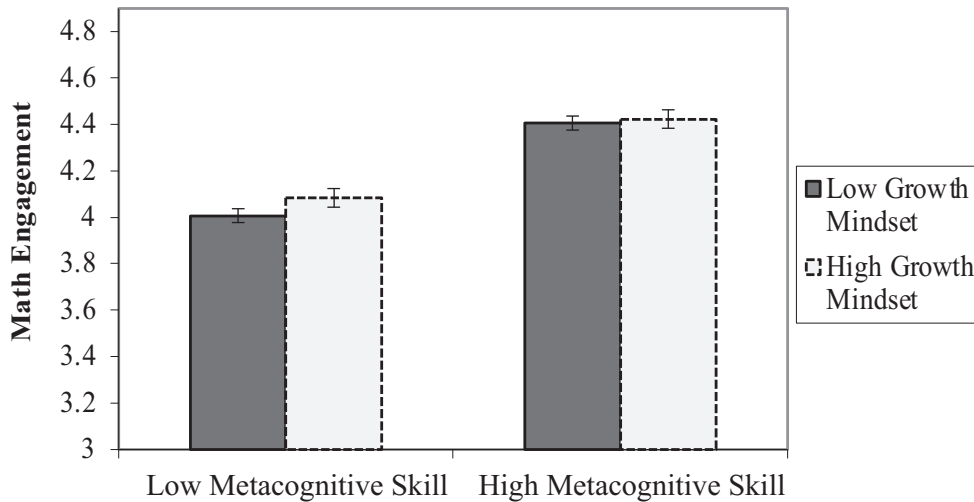 4.8
4.6
4.4
4.2
4
3.8
3.6
3.4
3.2
3
Math Engagement
Low Metacognitive Skill
High Metacognitive Skill
Low Growth
Mindset
High Growth
Mindset